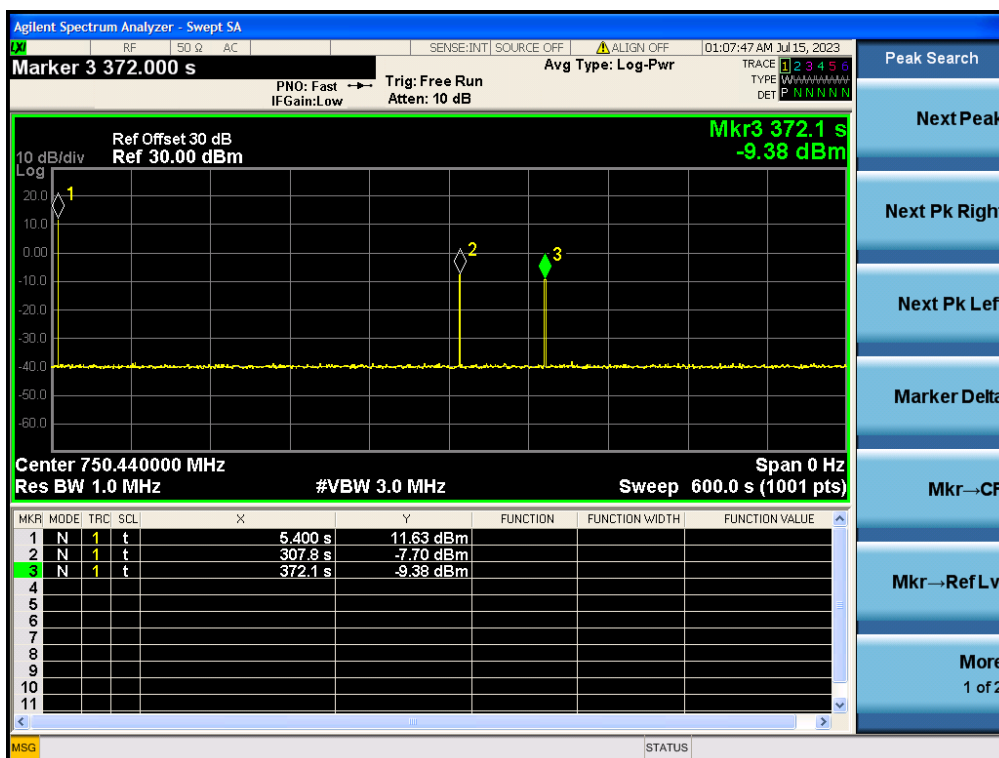 Agilent Spectrum Analyzer - Swept SA
LXI RF 50 Ω AC SENSE:INT SOURCE OFF ALIGN OFF 01:07:47 AM Jul 15, 2023
Marker 3 372.000 s
PNO: Fast
IFGain:Low
Trig: Free Run
Atten: 10 dB
Avg Type: Log-Pwr
TRACE 1 2 3 4 5 6
TYPE WWWWWWW
DET P N N N N N
Mkr3 372.1 s
-9.38 dBm
Ref Offset 30 dB
10 dB/div Ref 30.00 dBm
Log
20.0
10.0
0.00
-10.0
-20.0
-30.0
-40.0
-50.0
-60.0
1
2
3
Center 750.440000 MHz Span 0 Hz
Res BW 1.0 MHz #VBW 3.0 MHz Sweep 600.0 s (1001 pts)
MKR MODE TRC SCL X Y FUNCTION FUNCTION WIDTH FUNCTION VALUE
1 N 1 t 5.400 s 11.63 dBm
2 N 1 t 307.8 s -7.70 dBm
3 N 1 t 372.1 s -9.38 dBm
4
5
6
7
8
9
10
11
MSG STATUS
Peak Search
Next Peak
Next Pk Right
Next Pk Lef
Marker Delta
Mkr→CF
Mkr→Ref Lv
More
1 of 2